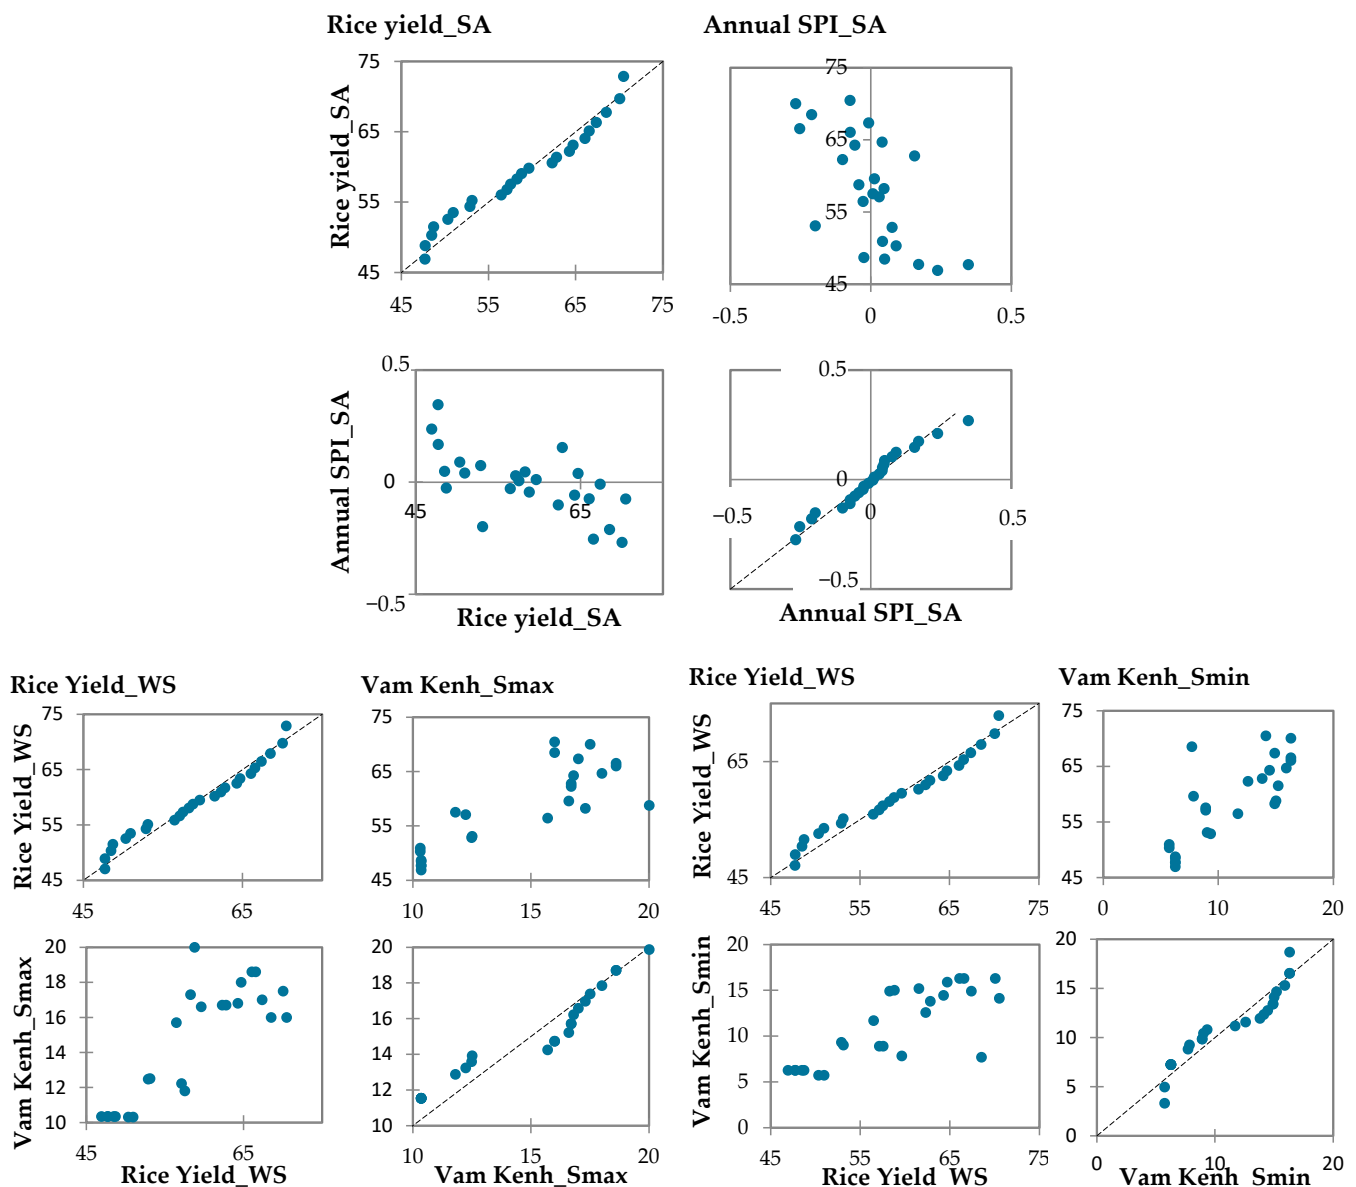 Rice yield_SA
Annual SPI_SA
Rice yield_SA
75
65
55
45
45 55 65 75
75
65
55
45
-0.5 0 0.5
Annual SPI_SA
0.5
0
−0.5
45 65
Rice yield_SA
0.5
−0.5 0 0.5
−0.5
Annual SPI_SA
Rice Yield_WS
Vam Kenh_Smax
Rice Yield_WS
Vam Kenh_Smin
Rice Yield_WS
75
65
55
45
45 65
75
65
55
45
10 15 20
Rice Yield_WS
65
45
45 55 65 75
75
65
55
45
0 10 20
Vam Kenh_Smax
20
18
16
14
12
10
45 65
Rice Yield_WS
20
18
16
14
12
10
10 15 20
Vam Kenh_Smax
Vam Kenh_Smin
20
15
10
5
0
45 55 65 75
Rice Yield_WS
20
15
10
5
0
0 10 20
Vam Kenh_Smin